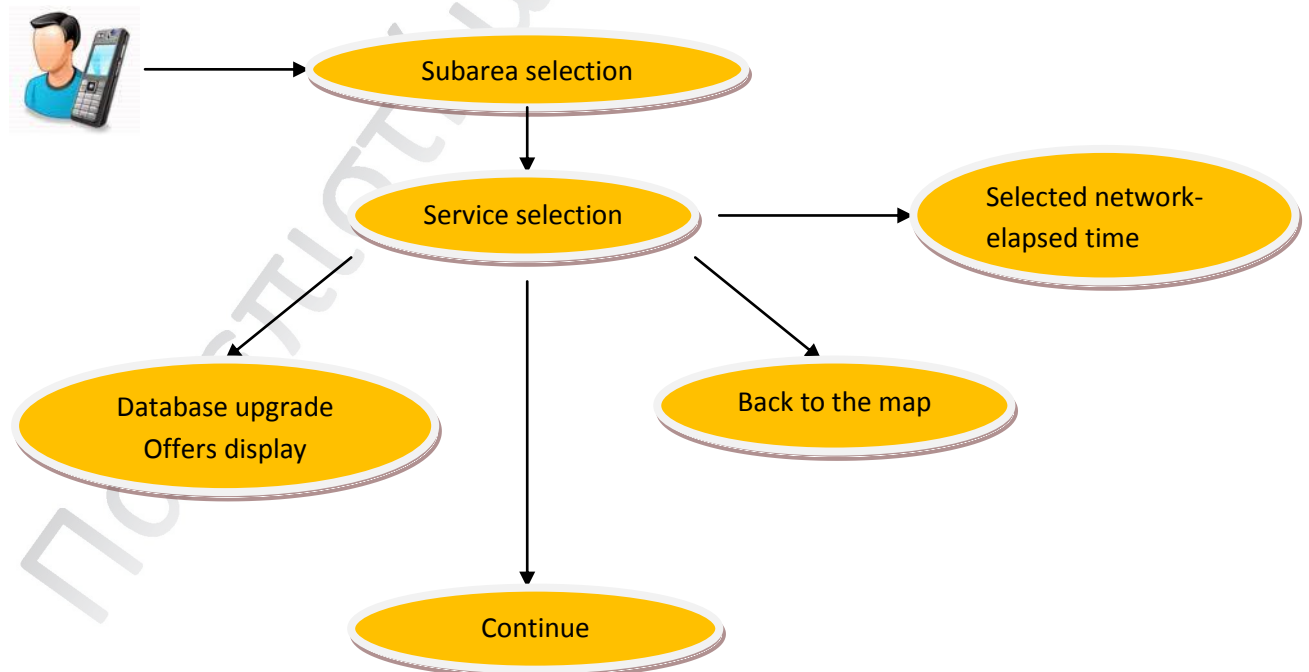 Subarea selection
Service selection
Selected network-
elapsed time
Database upgrade
Offers display
Back to the map
Continue